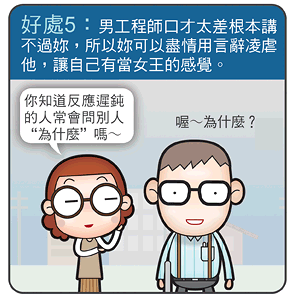 好處5：男工程師口才太差根本講
不過妳，所以妳可以盡情用言辭凌虐
他，讓自己有當女王的感覺。
你知道反應遲鈍
的人常會問別人
“為什麼”嗎～
喔～為什麼？